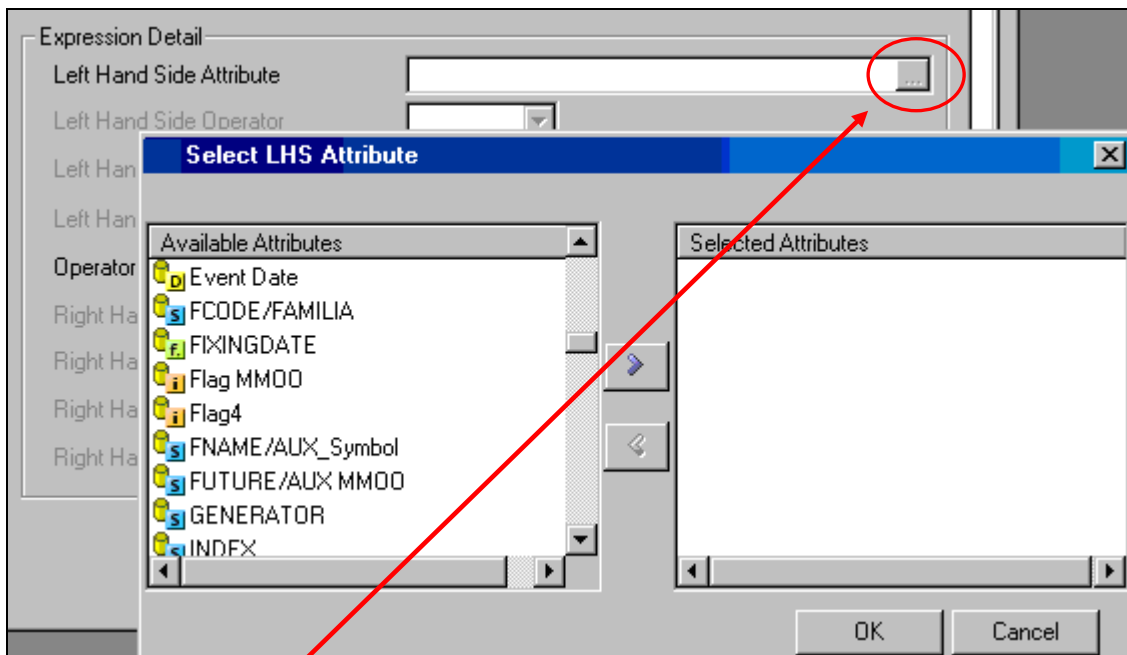 Expression Detail
Left Hand Side Attribute
...
Left Hand Side Operator
Select LHS Attribute
Left Han
Left Han
Available Attributes
Selected Attributes
Operator
Event Date
FCODE/FAMILIA
Right Ha
FIXINGDATE
Right Ha
Flag MMOO
Right Ha
Flag4
FNAME/AUX_Symbol
Right Ha
FUTURE/AUX MMOO
GENERATOR
INDEX
OK
Cancel